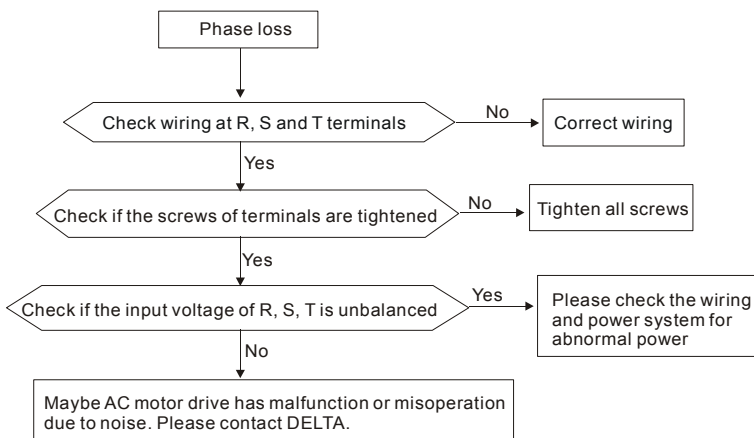 Phase loss
Check wiring at R, S and T terminals
No
Correct wiring
Yes
Check if the screws of terminals are tightened
No
Tighten all screws
Yes
Check if the input voltage of R, S, T is unbalanced
Yes
Please check the wiring
and power system for
abnormal power
No
Maybe AC motor drive has malfunction or misoperation
due to noise. Please contact DELTA.